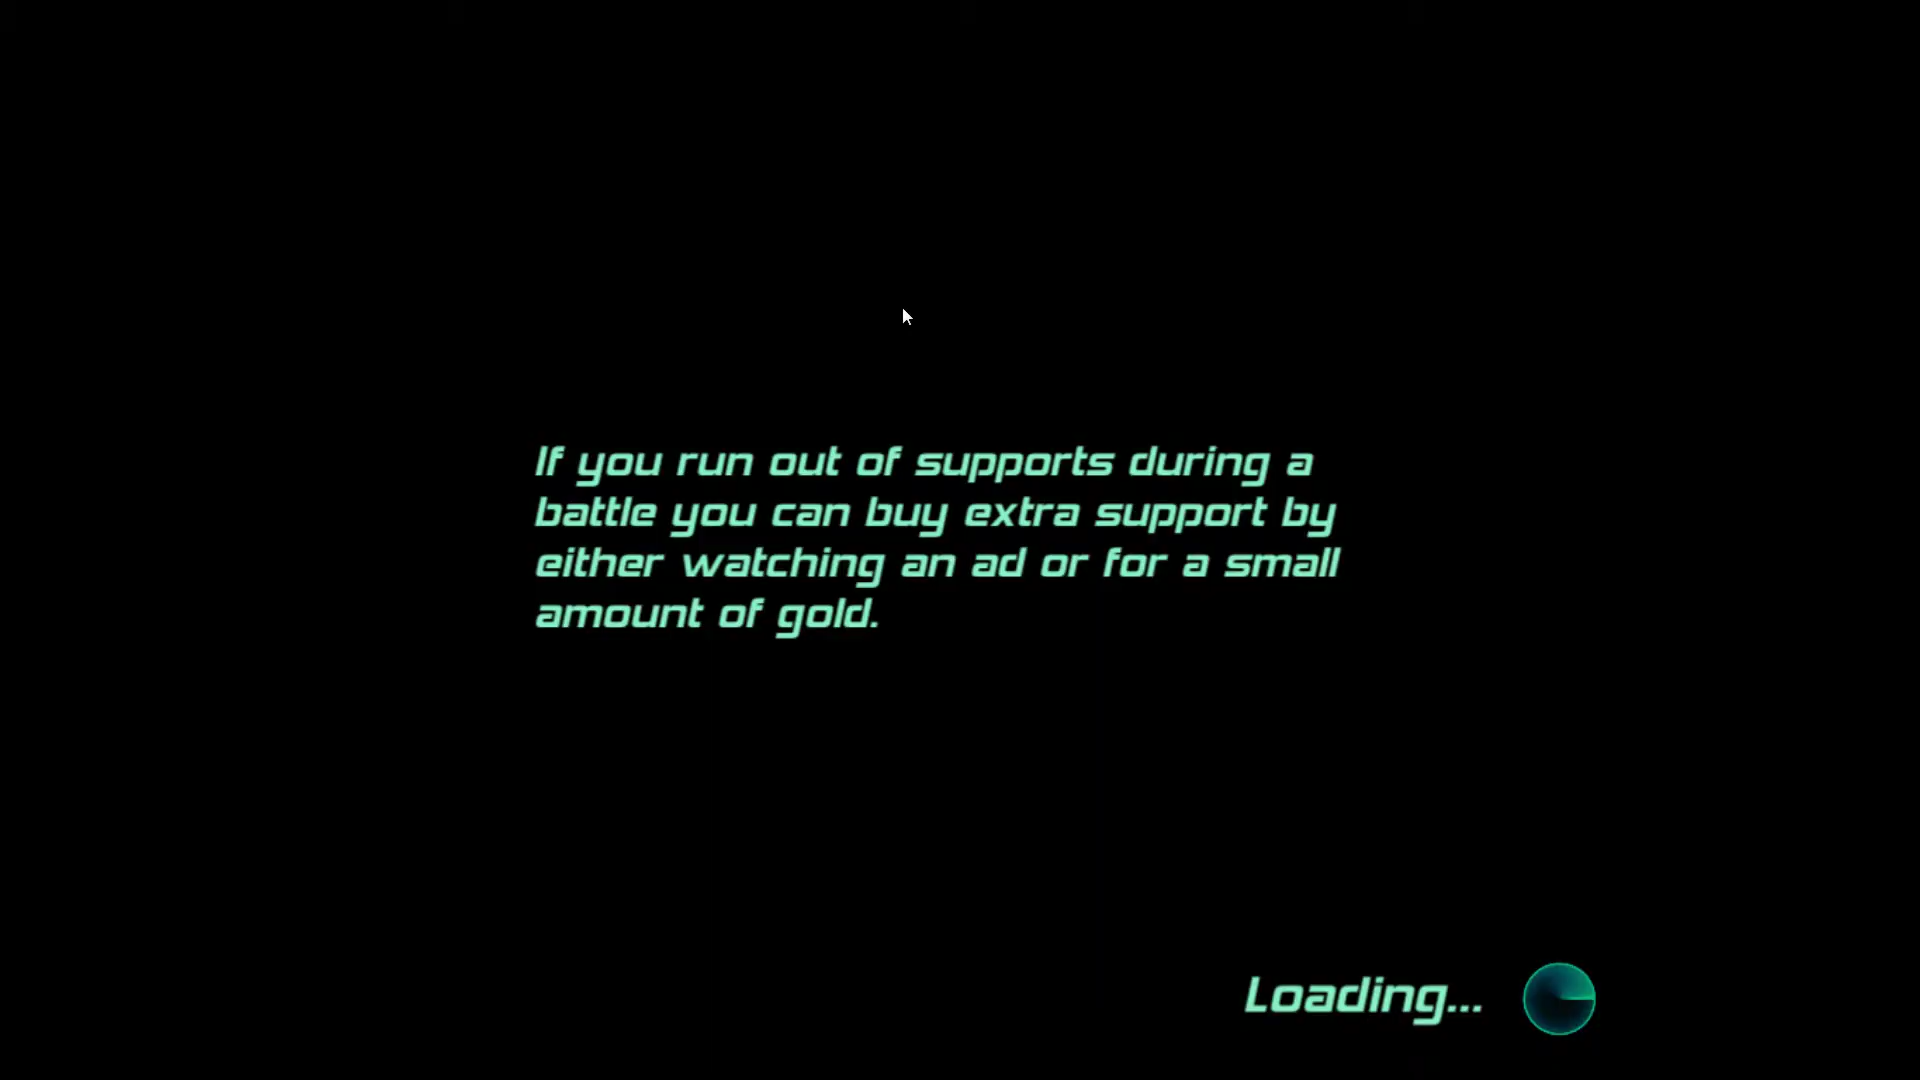 If you run out of supports during a
battle you can buy extra support by
either watching an ad or for a small
amount of gold.
Loading...